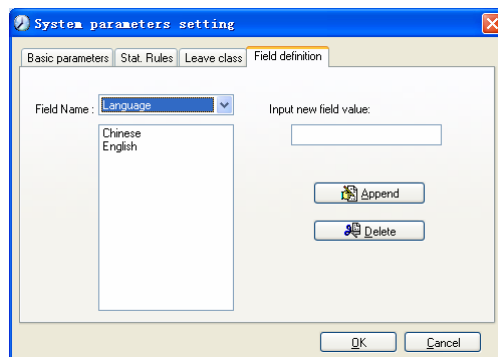 System parameters setting
Basic parameters Stat. Rules Leave class Field definition
Field Name : Language Input new field value:
Chinese
English
Append
Delete
OK Cancel